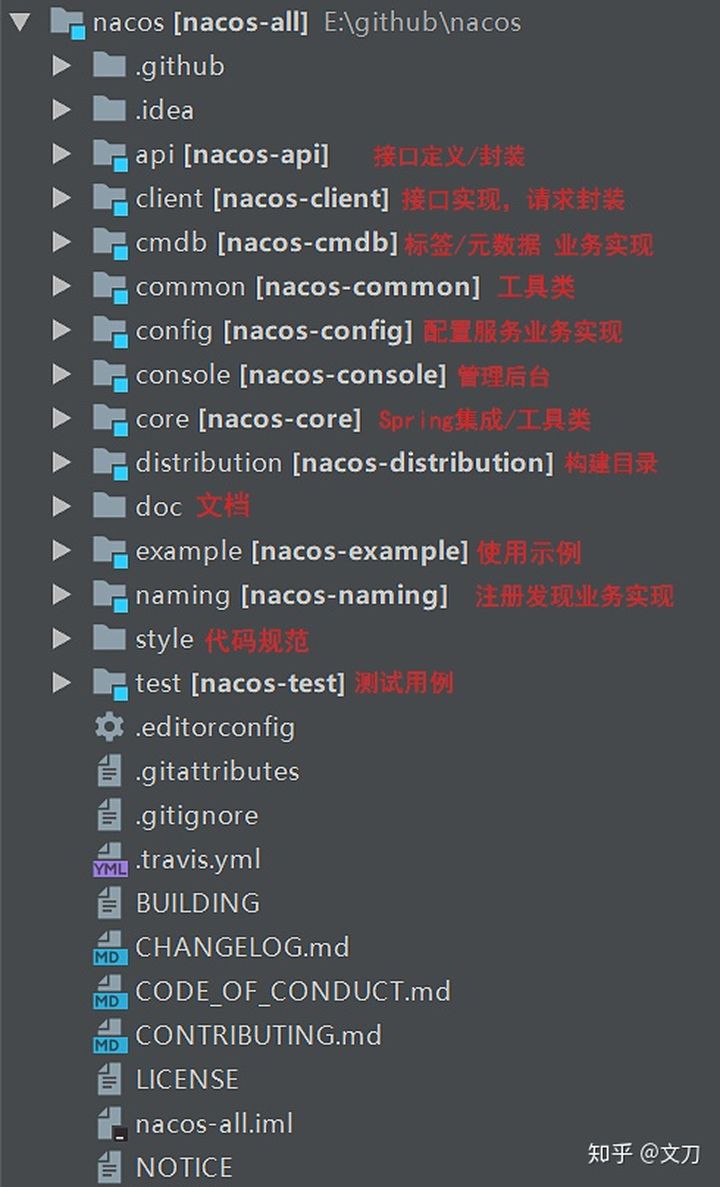 nacos [nacos-all] E:\github\nacos
.github
.idea
api [nacos-api] 接口定义/封装
client [nacos-client] 接口实现，请求封装
cmdb [nacos-cmdb] 标签/元数据 业务实现
common [nacos-common] 工具类
config [nacos-config] 配置服务业务实现
console [nacos-console] 管理后台
core [nacos-core] Spring集成/工具类
distribution [nacos-distribution] 构建目录
doc 文档
example [nacos-example] 使用示例
naming [nacos-naming] 注册发现业务实现
style 代码规范
test [nacos-test] 测试用例
.editorconfig
.gitattributes
.gitignore
YML .travis.yml
BUILDING
MD CHANGELOG.md
MD CODE_OF_CONDUCT.md
MD CONTRIBUTING.md
LICENSE
nacos-all.iml
NOTICE
知乎 @文刀